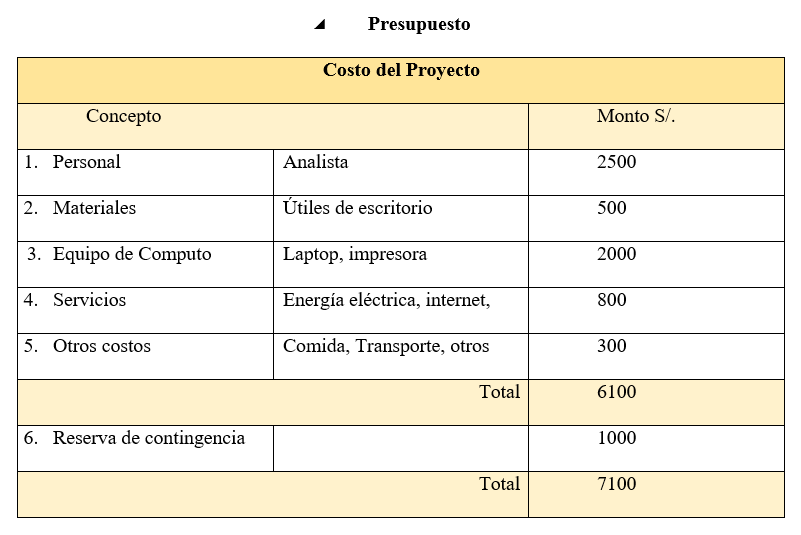 Presupuesto
Costo del Proyecto
Concepto Monto S/.
1. Personal Analista 2500
2. Materiales Útiles de escritorio 500
3. Equipo de Computo Laptop, impresora 2000
4. Servicios Energía eléctrica, internet, 800
5. Otros costos Comida, Transporte, otros 300
Total 6100
6. Reserva de contingencia 1000
Total 7100